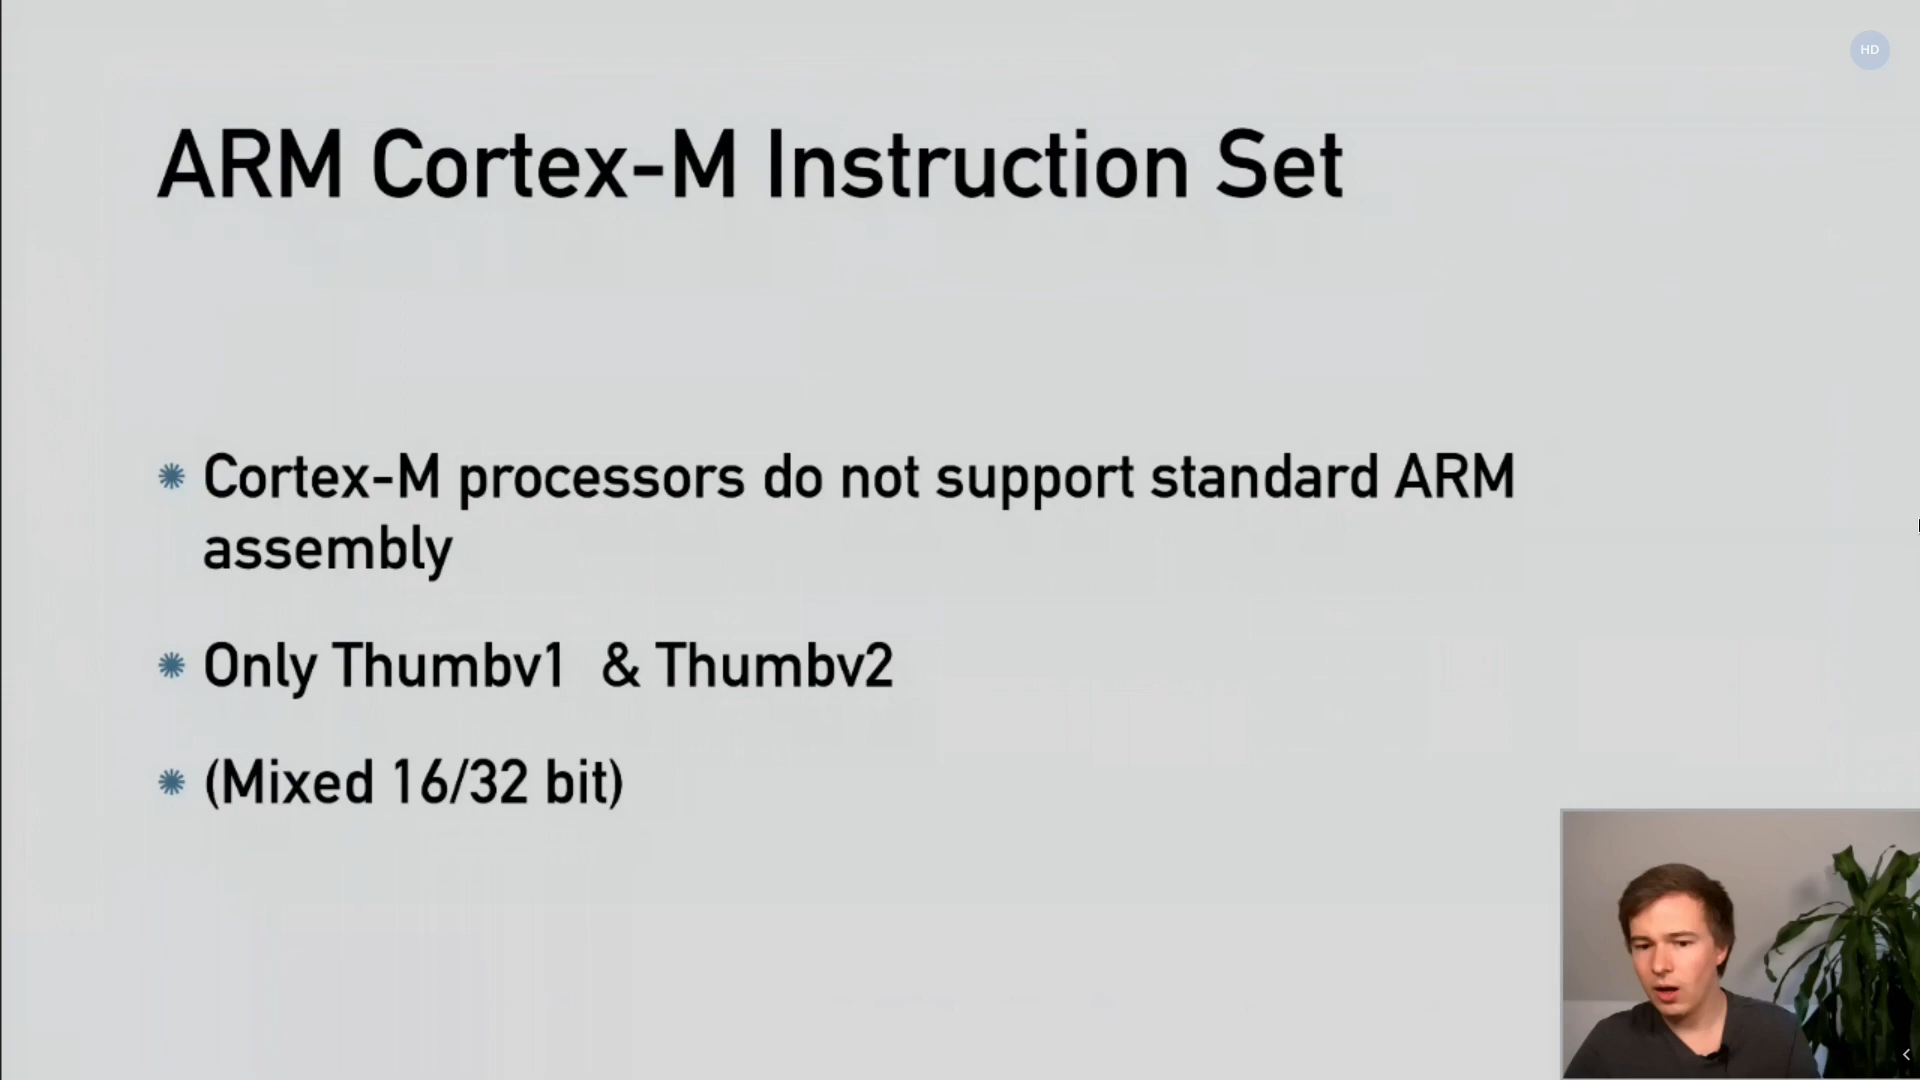 HD
ARM Cortex-M Instruction Set
Cortex-M processors do not support standard ARM
assembly
Only Thumbv1 & Thumbv2
(Mixed 16/32 bit)